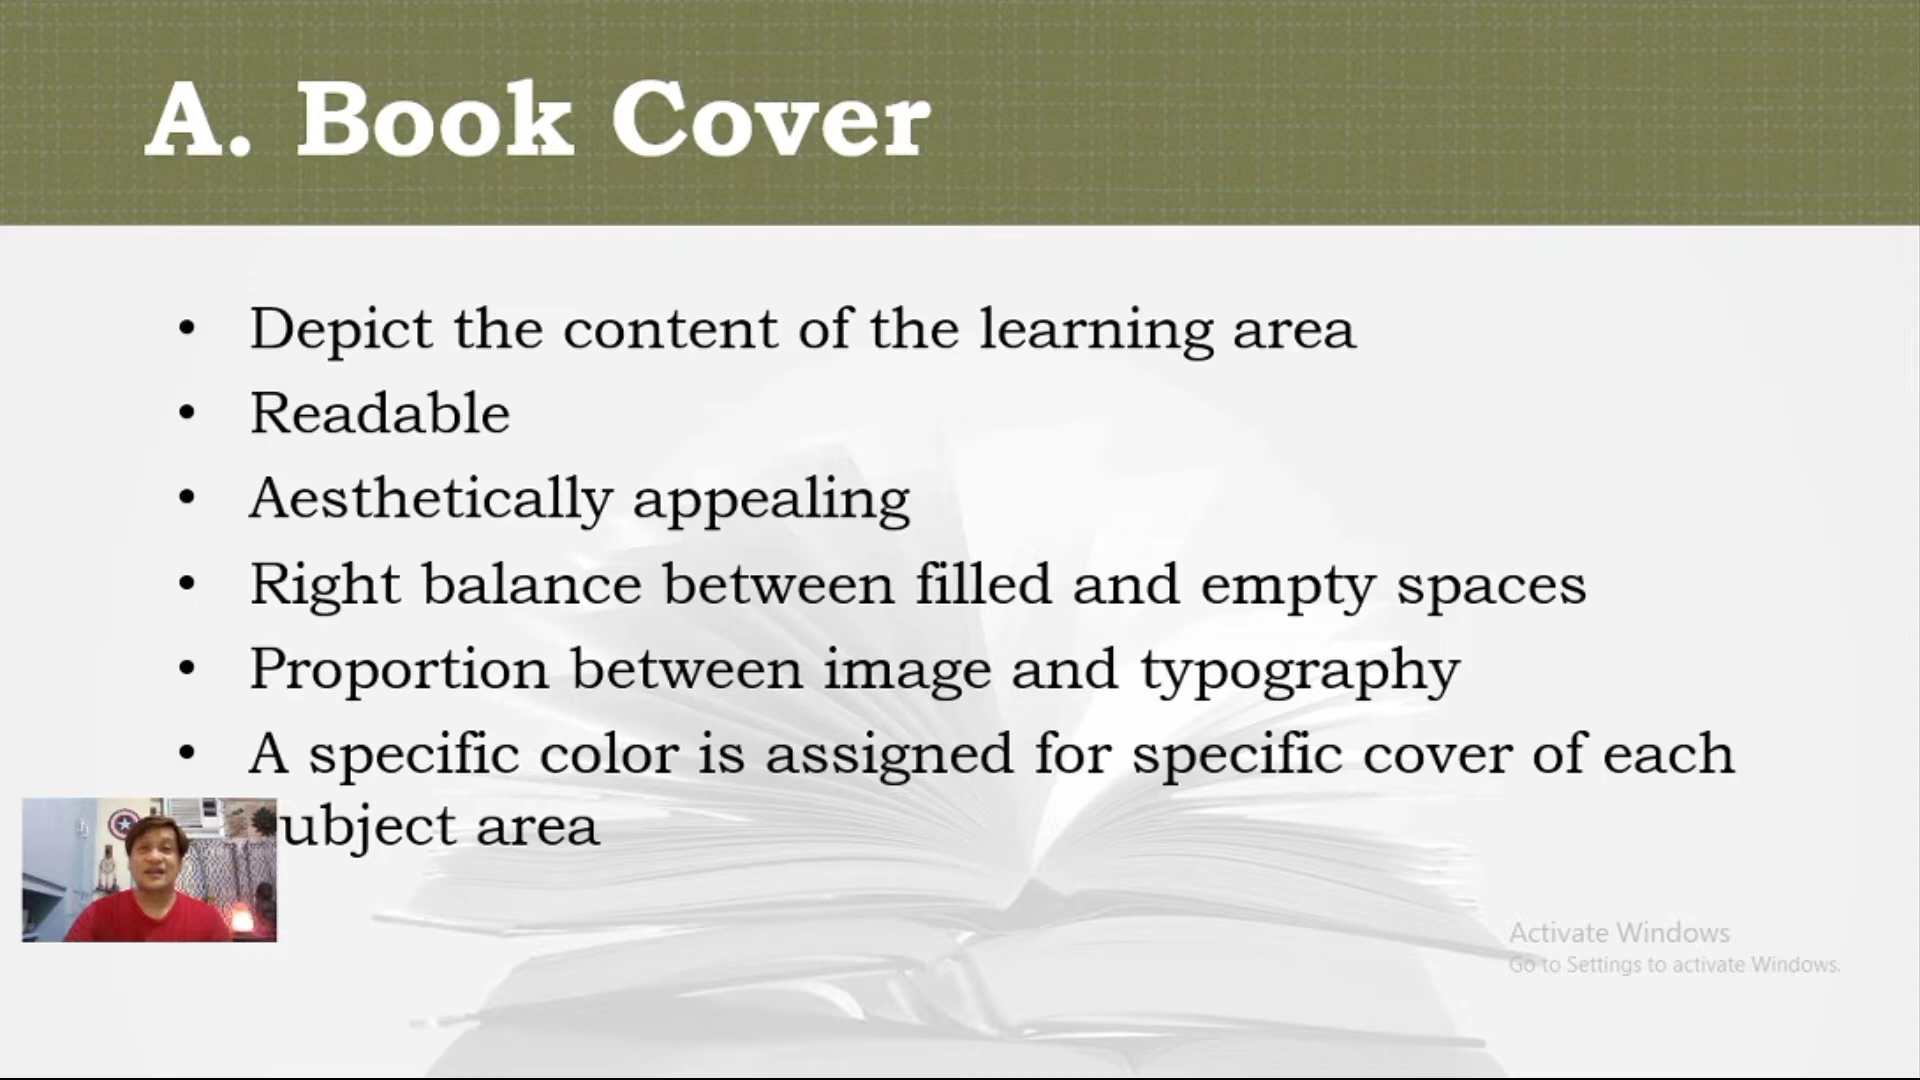 A. Book Cover
• Depict the content of the learning area
• Readable
• Aesthetically appealing
• Right balance between filled and empty spaces
• Proportion between image and typography
• A specific color is assigned for specific cover of each
ubject area
Activate Windows
Go to Settings to activate Windows.